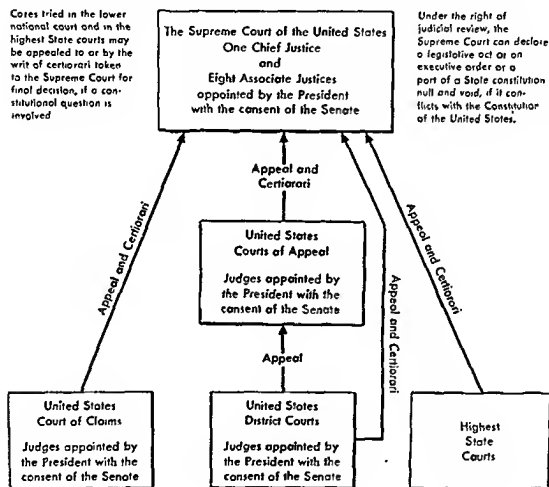 Cases tried in the lower
national court and in the
highest State courts may
be appealed to or by the
writ of certiorari taken
to the Supreme Court for
final decision, if a con-
stitutional question is
involved
The Supreme Court of the United States
One Chief Justice
and
Eight Associate Justices
appointed by the President
with the consent of the Senate
Under the right of
judicial review, the
Supreme Court can declare
a legislative act or an
executive order or a
part of a State constitution
null and void, if it con-
flicts with the Constitution
of the United States.
Appeal and Certiorari
Appeal and
Certiorari
Appeal and Certiorari
Appeal and Certiorari
United States
Courts of Appeal
Judges appointed by
the President with the
consent of the Senate
Appeal
United States
Court of Claims
Judges appointed by
the President with the
consent of the Senate
United States
District Courts
Judges appointed by
the President with the
consent of the Senate
Highest
State
Courts